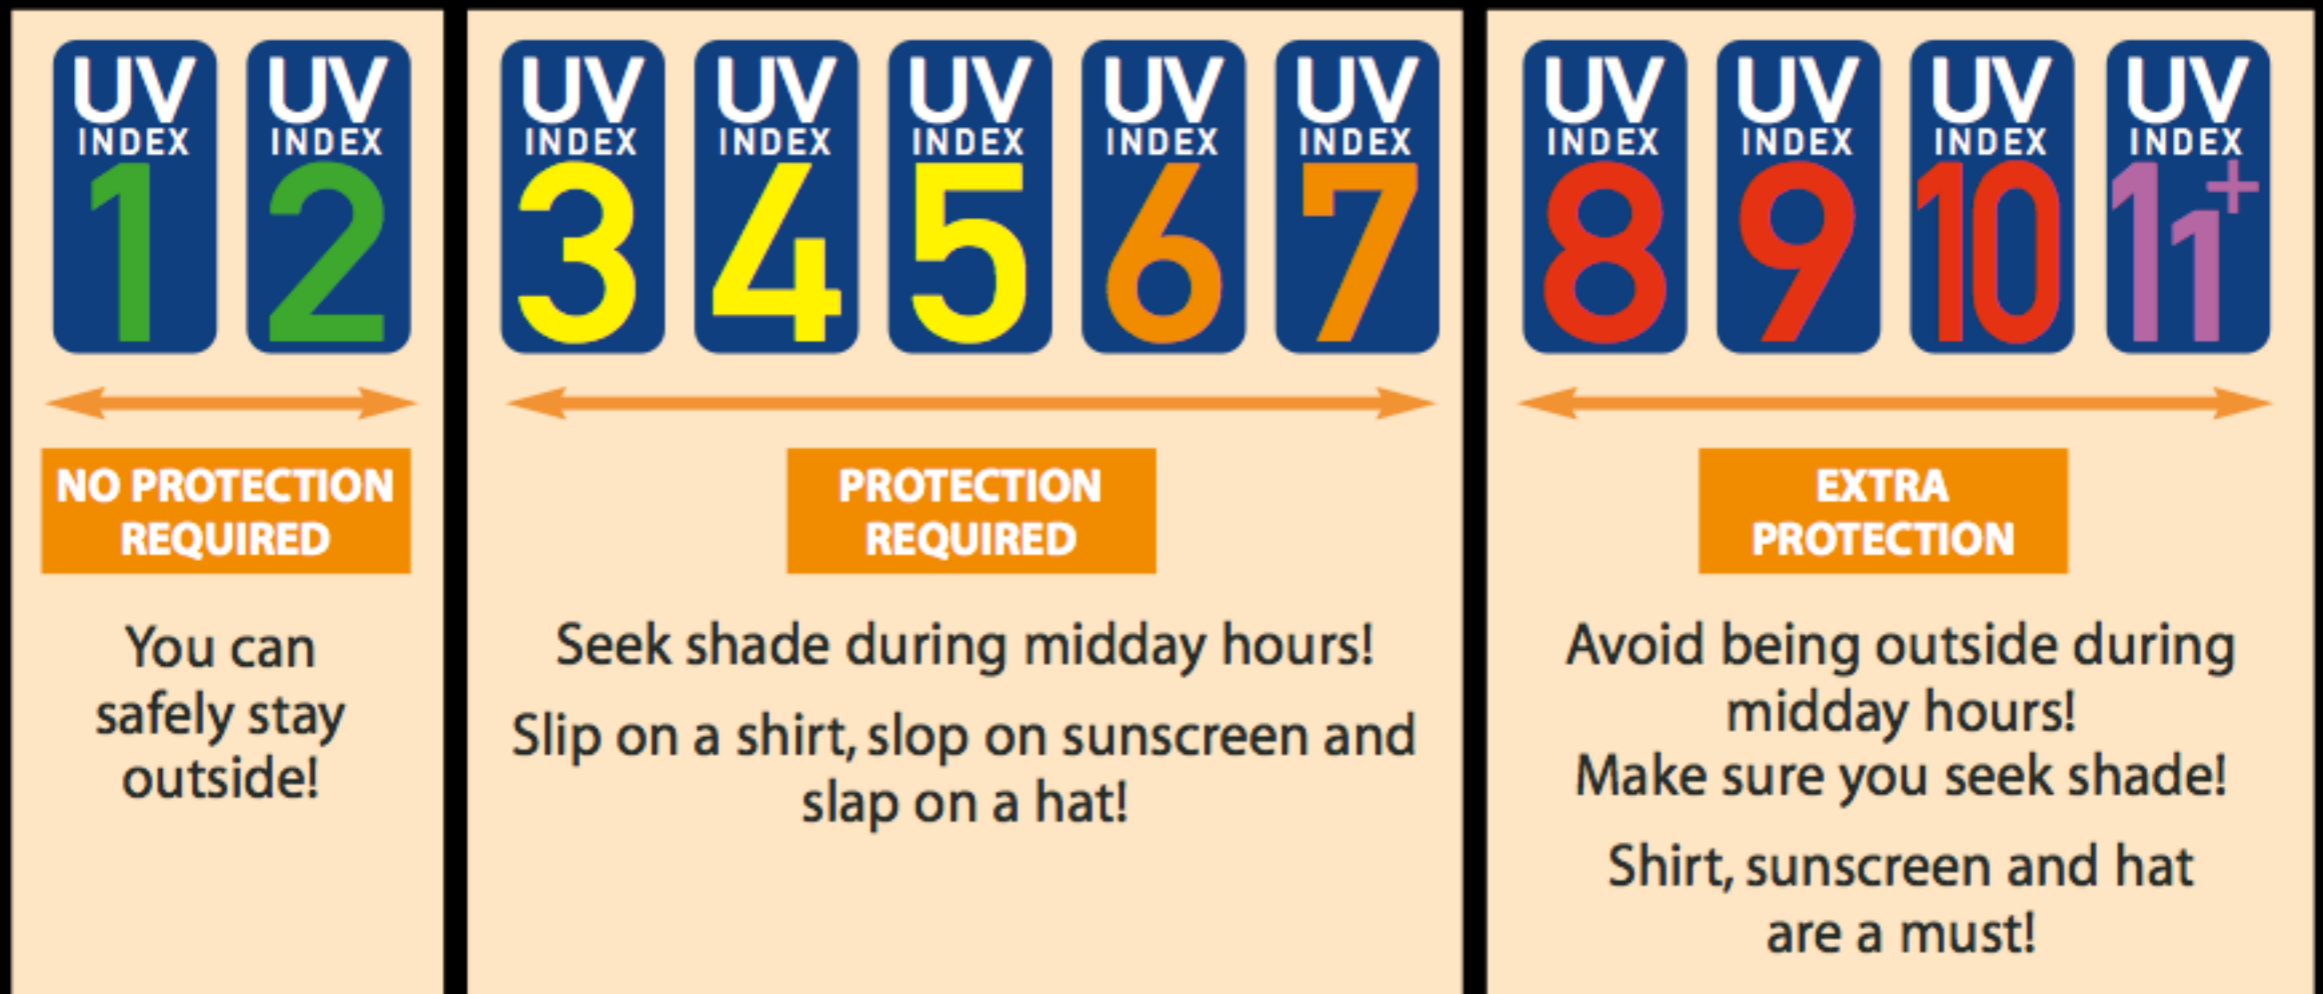 UV
INDEX
1
UV
INDEX
2
NO PROTECTION
REQUIRED
You can
safely stay
outside!
UV
INDEX
3
UV
INDEX
4
UV
INDEX
5
UV
INDEX
6
UV
INDEX
7
PROTECTION
REQUIRED
Seek shade during midday hours!
Slip on a shirt, slop on sunscreen and
slap on a hat!
UV
INDEX
8
UV
INDEX
9
UV
INDEX
10
UV
INDEX
11+
EXTRA
PROTECTION
Avoid being outside during
midday hours!
Make sure you seek shade!
Shirt, sunscreen and hat
are a must!